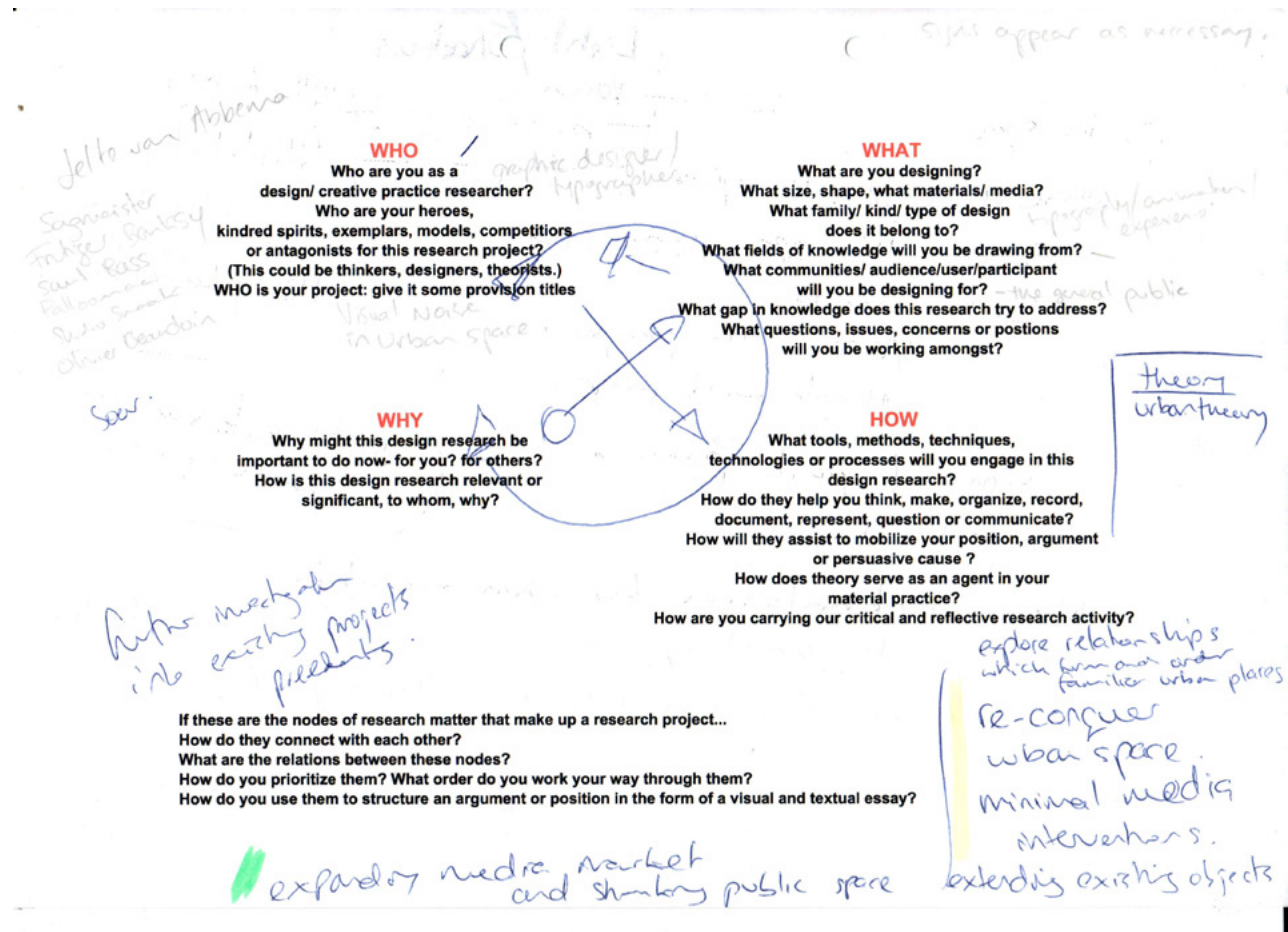 signs appear as necessary.
Jelto van Abbema
WHO
Who are you as a
design/ creative practice researcher?
Who are your heroes,
kindred spirits, exemplars, models, competitiors
or antagonists for this research project?
(This could be thinkers, designers, theorists.)
WHO is your project: give it some provision titles
graphic designer/
typographer...
Sagmeister
Frutiger Banksy
Saul Bass
Olivier Beaudoin
Visual Noise
in Urban space.
WHAT
What are you designing?
What size, shape, what materials/ media?
What family/ kind/ type of design
does it belong to?
What fields of knowledge will you be drawing from?
What communities/ audience/user/participant
will you be designing for?
What gap in knowledge does this research try to address?
What questions, issues, concerns or postions
will you be working amongst?
typography/animation/
- the general public
theory
urban theory
WHY
Why might this design research be
important to do now- for you? for others?
How is this design research relevant or
significant, to whom, why?
HOW
What tools, methods, techniques,
technologies or processes will you engage in this
design research?
How do they help you think, make, organize, record,
document, represent, question or communicate?
How will they assist to mobilize your position, argument
or persuasive cause ?
How does theory serve as an agent in your
material practice?
How are you carrying our critical and reflective research activity?
further investigation
into existing projects
precedents.
explore relationships
which form and order
familiar urban places
re-conquer
urban space.
minimal media
interventions.
extending existing objects
If these are the nodes of research matter that make up a research project...
How do they connect with each other?
What are the relations between these nodes?
How do you prioritize them? What order do you work your way through them?
How do you use them to structure an argument or position in the form of a visual and textual essay?
expanding media market
and shrinking public space